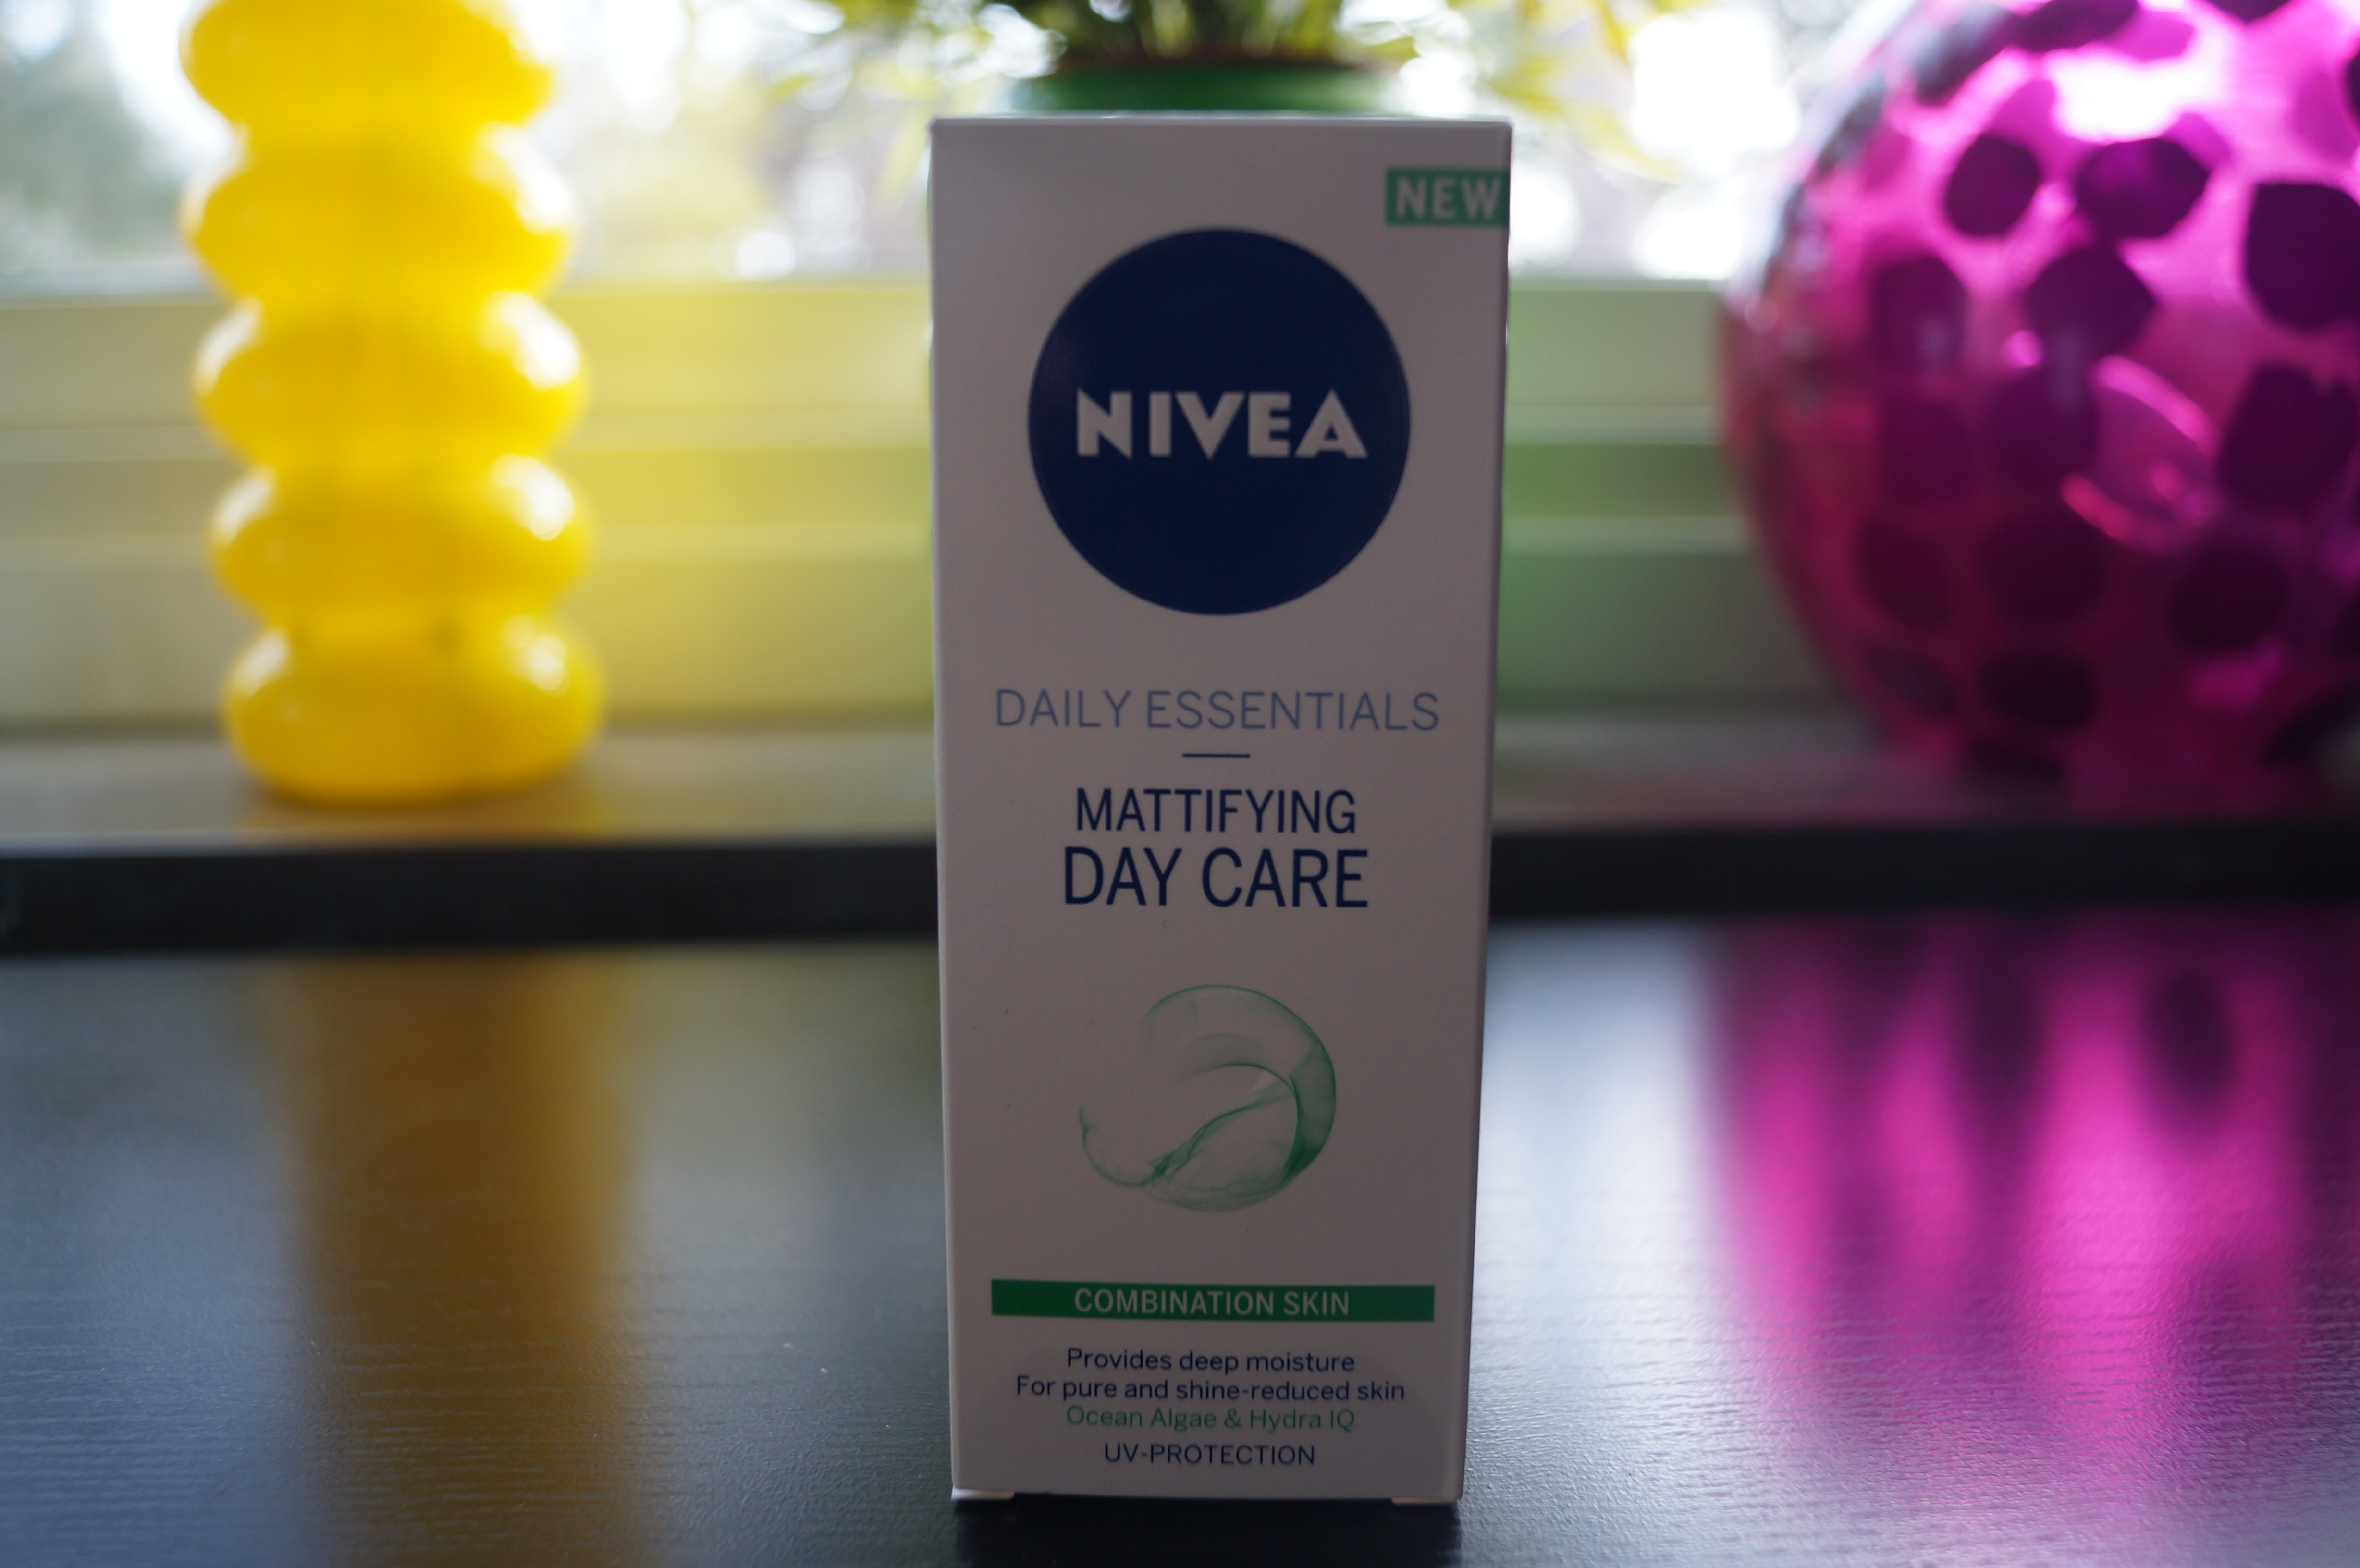 NEW
NIVEA
DAILY ESSENTIALS
MATTIFYING
DAY CARE
COMBINATION SKIN
Provides deep moisture
For pure and shine-reduced skin
Ocean Algae & Hydra IQ
UV-PROTECTION